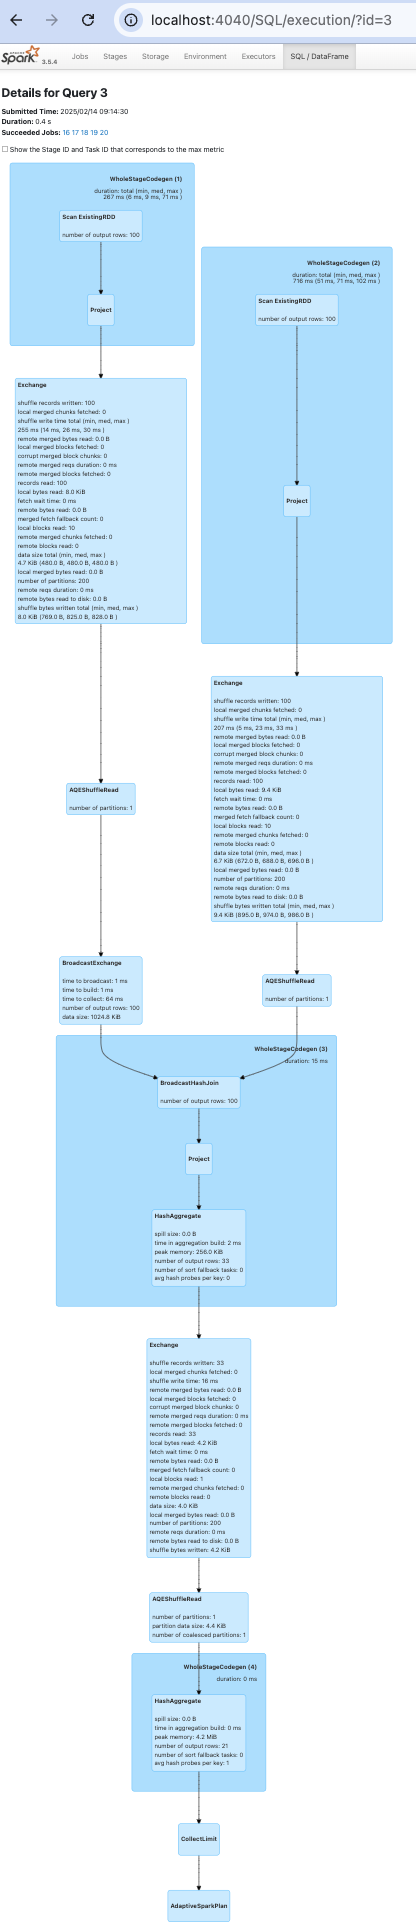 localhost:4040/SQL/execution/?id=3
APACHE
Spark 3.5.4
Jobs
Stages
Storage
Environment
Executors
SQL / DataFrame
Details for Query 3
Submitted Time: 2025/02/14 09:14:30
Duration: 0.4 s
Succeeded Jobs: 16 17 18 19 20
Show the Stage ID and Task ID that corresponds to the max metric
WholeStageCodegen (1)
duration: total (min, med, max )
267 ms (6 ms, 9 ms, 71 ms )
Scan ExistingRDD
number of output rows: 100
Project
WholeStageCodegen (2)
duration: total (min, med, max )
716 ms (51 ms, 71 ms, 102 ms )
Scan ExistingRDD
number of output rows: 100
Project
Exchange
shuffle records written: 100
local merged chunks fetched: 0
shuffle write time total (min, med, max )
255 ms (14 ms, 26 ms, 30 ms )
remote merged bytes read: 0.0 B
local merged blocks fetched: 0
corrupt merged block chunks: 0
remote merged reqs duration: 0 ms
remote merged blocks fetched: 0
records read: 100
local bytes read: 8.0 KiB
fetch wait time: 0 ms
remote bytes read: 0.0 B
merged fetch fallback count: 0
local blocks read: 10
remote merged chunks fetched: 0
remote blocks read: 0
data size total (min, med, max )
4.7 KiB (480.0 B, 480.0 B, 480.0 B )
local merged bytes read: 0.0 B
number of partitions: 200
remote reqs duration: 0 ms
remote bytes read to disk: 0.0 B
shuffle bytes written total (min, med, max )
8.0 KiB (769.0 B, 825.0 B, 828.0 B )
Exchange
shuffle records written: 100
local merged chunks fetched: 0
shuffle write time total (min, med, max )
207 ms (5 ms, 23 ms, 33 ms )
remote merged bytes read: 0.0 B
local merged blocks fetched: 0
corrupt merged block chunks: 0
remote merged reqs duration: 0 ms
remote merged blocks fetched: 0
records read: 100
local bytes read: 9.4 KiB
fetch wait time: 0 ms
remote bytes read: 0.0 B
merged fetch fallback count: 0
local blocks read: 10
remote merged chunks fetched: 0
remote blocks read: 0
data size total (min, med, max )
6.7 KiB (672.0 B, 688.0 B, 696.0 B )
local merged bytes read: 0.0 B
number of partitions: 200
remote reqs duration: 0 ms
remote bytes read to disk: 0.0 B
shuffle bytes written total (min, med, max )
9.4 KiB (895.0 B, 974.0 B, 986.0 B )
AQEShuffleRead
number of partitions: 1
BroadcastExchange
time to broadcast: 1 ms
time to build: 1 ms
time to collect: 64 ms
number of output rows: 100
data size: 1024.8 KiB
AQEShuffleRead
number of partitions: 1
WholeStageCodegen (3)
duration: 15 ms
BroadcastHashJoin
number of output rows: 100
Project
HashAggregate
spill size: 0.0 B
time in aggregation build: 2 ms
peak memory: 256.0 KiB
number of output rows: 33
number of sort fallback tasks: 0
avg hash probes per key: 0
Exchange
shuffle records written: 33
local merged chunks fetched: 0
shuffle write time: 16 ms
remote merged bytes read: 0.0 B
local merged blocks fetched: 0
corrupt merged block chunks: 0
remote merged reqs duration: 0 ms
remote merged blocks fetched: 0
records read: 33
local bytes read: 4.2 KiB
fetch wait time: 0 ms
remote bytes read: 0.0 B
merged fetch fallback count: 0
local blocks read: 1
remote merged chunks fetched: 0
remote blocks read: 0
data size: 4.0 KiB
local merged bytes read: 0.0 B
number of partitions: 200
remote reqs duration: 0 ms
remote bytes read to disk: 0.0 B
shuffle bytes written: 4.2 KiB
AQEShuffleRead
number of partitions: 1
partition data size: 4.4 KiB
number of coalesced partitions: 1
WholeStageCodegen (4)
duration: 0 ms
HashAggregate
spill size: 0.0 B
time in aggregation build: 0 ms
peak memory: 4.2 MiB
number of output rows: 21
number of sort fallback tasks: 0
avg hash probes per key: 1
CollectLimit
AdaptiveSparkPlan